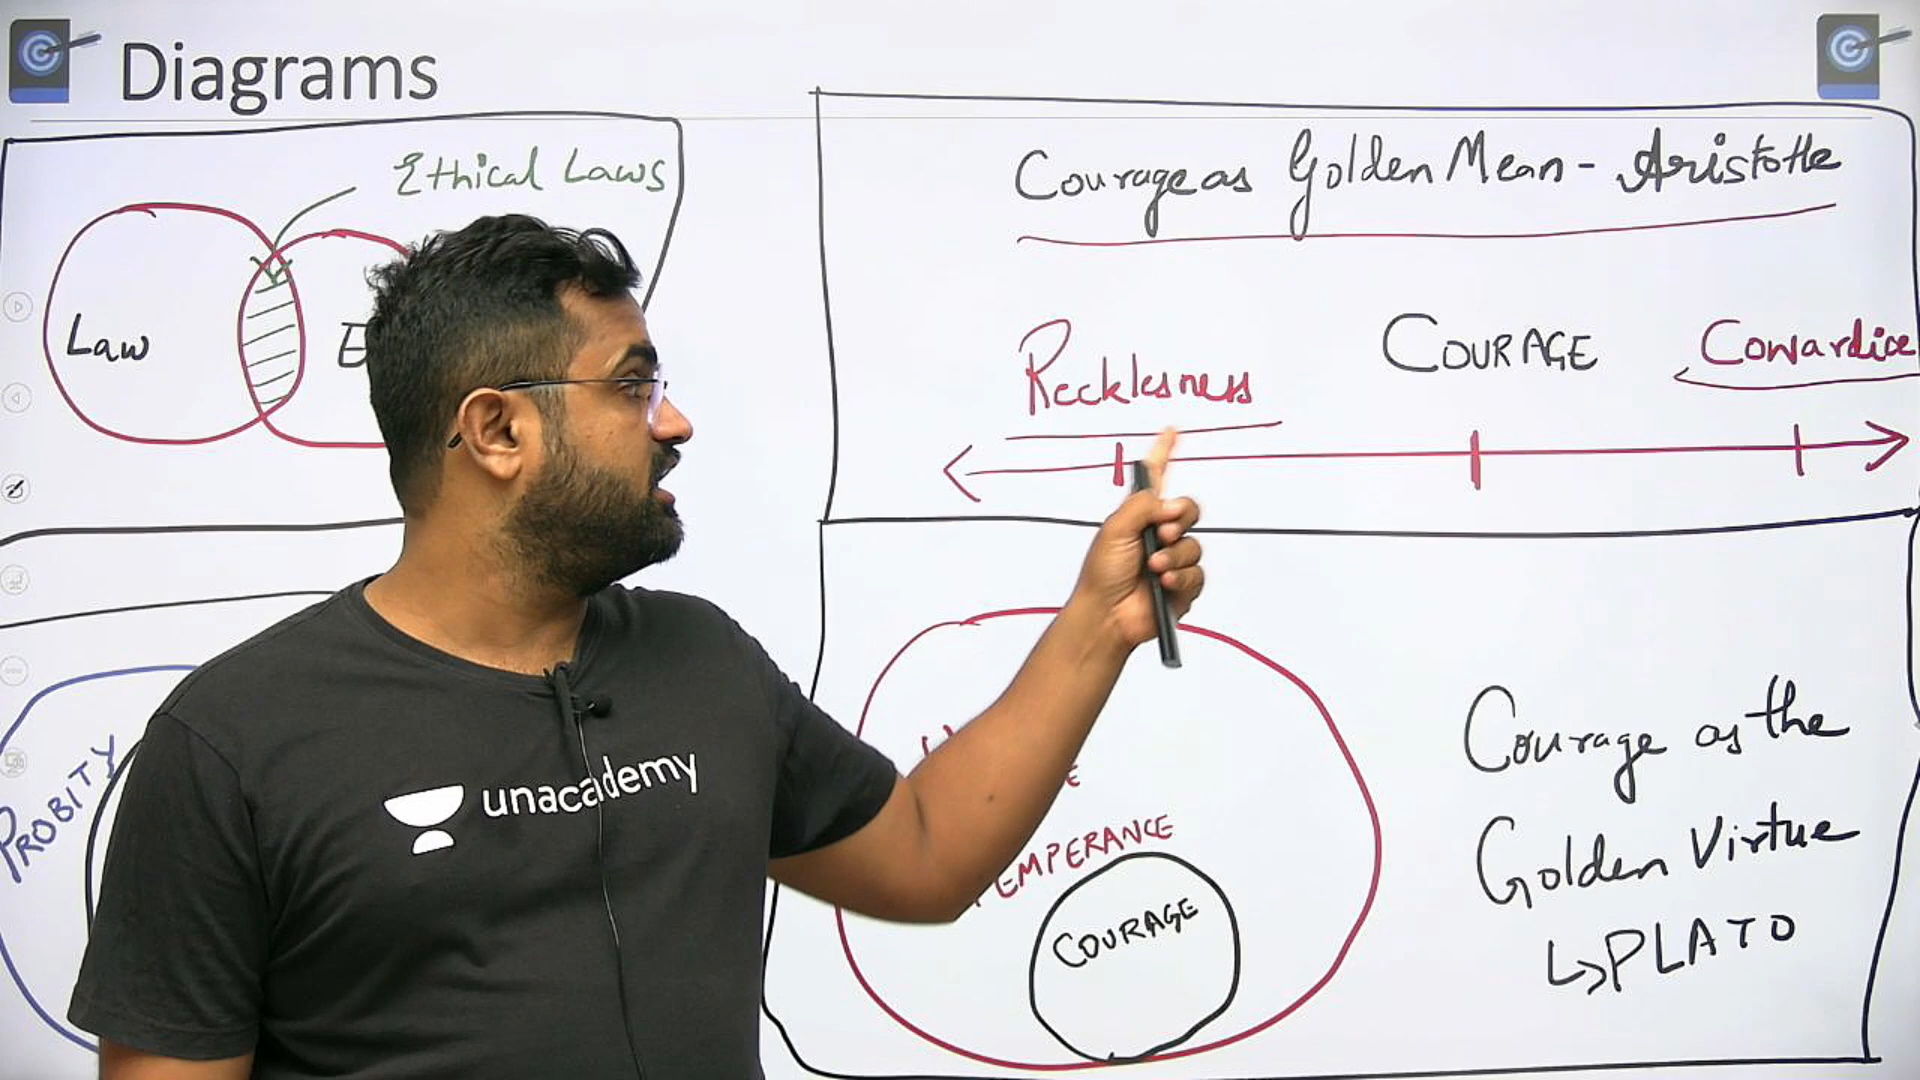 Diagrams
Ethical Laws
Law
E
PROBITY
unacademy
Courage as Golden Mean - Aristotle
Recklesness
COURAGE
Cowardice
TEMPERANCE
COURAGE
Courage as the
Golden Virtue
↳ PLATO